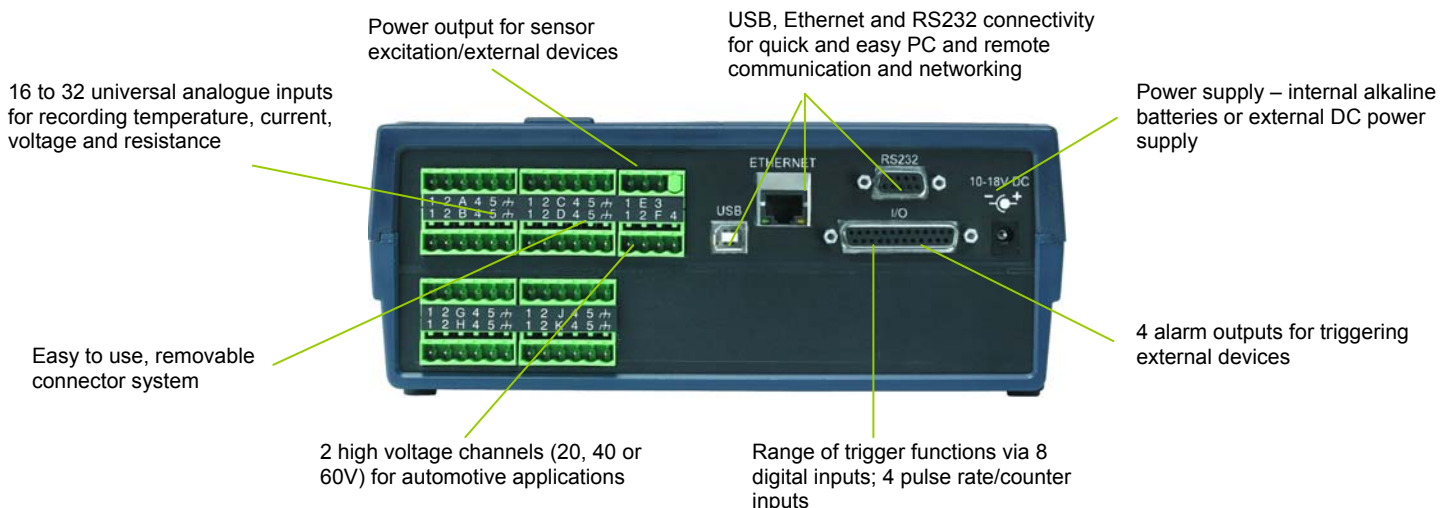 Power output for sensor
excitation/external devices
USB, Ethernet and RS232 connectivity
for quick and easy PC and remote
communication and networking
16 to 32 universal analogue inputs
for recording temperature, current,
voltage and resistance
Power supply – internal alkaline
batteries or external DC power
supply
ETHERNET
RS232
10-18V DC
USB
I/O
1 2 A 4 5
1 2 B 4 5
1 2 C 4 5
1 2 D 4 5
1 E 3
1 2 F 4
1 2 G 4 5
1 2 H 4 5
1 2 J 4 5
1 2 K 4 5
Easy to use, removable
connector system
4 alarm outputs for triggering
external devices
2 high voltage channels (20, 40 or
60V) for automotive applications
Range of trigger functions via 8
digital inputs; 4 pulse rate/counter
inputs